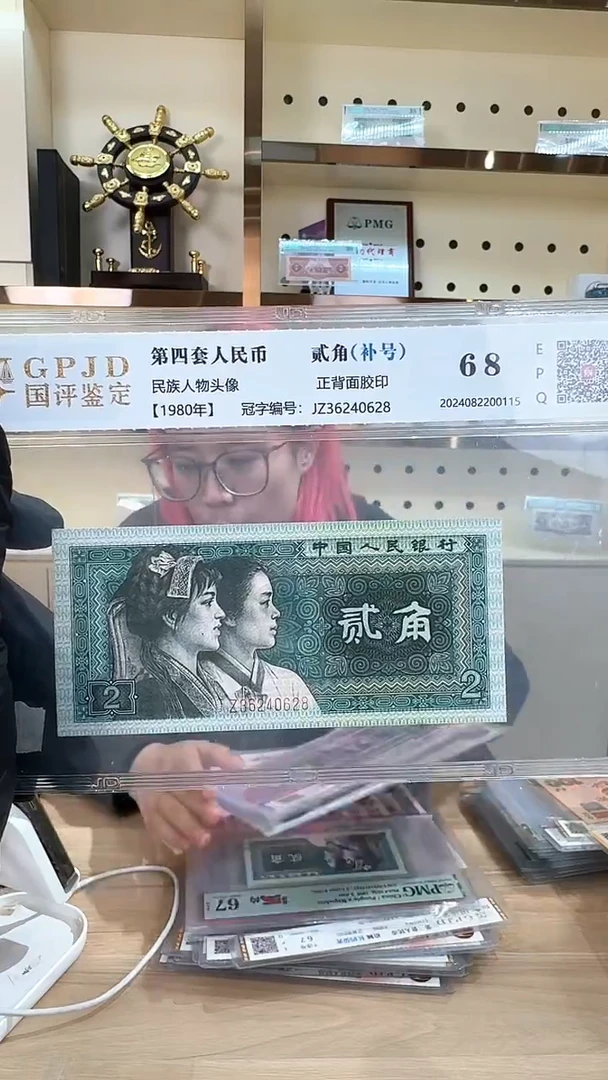 PMG
GPJD
国评鉴定
第四套人民币 贰角(补号)
民族人物头像 正背面胶印
【1980年】 冠字编号: JZ36240628
68
EPQ
2024082200115
中国人民银行
贰角
2
2
JZ36240628
贰角
PMG
67